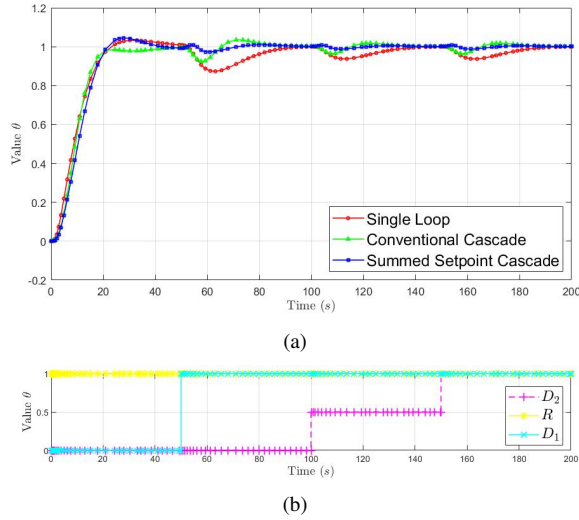 1.2
1
0.8
0.6
0.4
0.2
0
-0.2
Value θ
0 20 40 60 80 100 120 140 160 180 200
Time (s)
Single Loop
Conventional Cascade
Summed Setpoint Cascade
(a)
1
0.5
0
Value θ
0 20 40 60 80 100 120 140 160 180 200
Time (s)
D₂
R
D₁
(b)